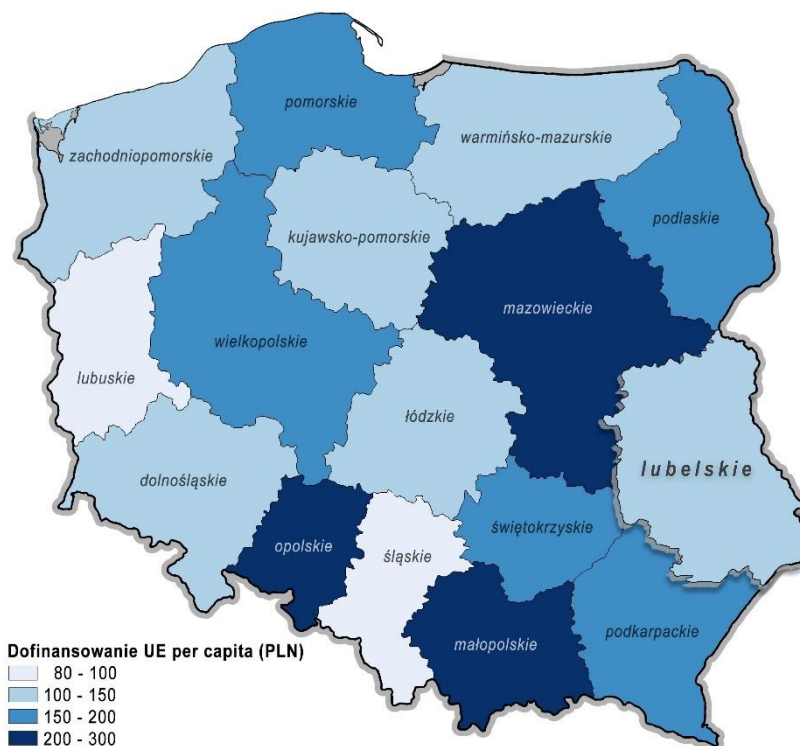 pomorskie
warmińsko-mazurskie
zachodniopomorskie
podlaskie
kujawsko-pomorskie
mazowieckie
wielkopolskie
lubuskie
łódzkie
lubelskie
dolnośląskie
świętokrzyskie
opolskie
śląskie
podkarpackie
małopolskie
Dofinansowanie UE per capita (PLN)
80 - 100
100 - 150
150 - 200
200 - 300